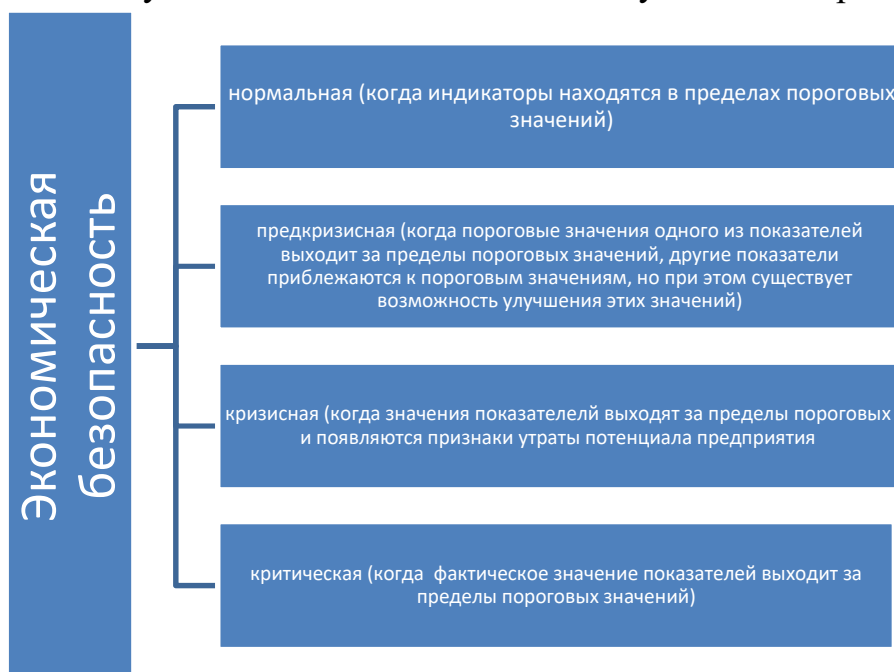 Экономическая
безопасность
нормальная (когда индикаторы находятся в пределах пороговых
значений)
предкризисная (когда пороговые значения одного из показателей
выходит за пределы пороговых значений, другие показатели
приблежаются к пороговым значениям, но при этом существует
возможность улучшения этих значений)
кризисная (когда значения показателелй выходят за пределы пороговых
и появляются признаки утраты потенциала предприятия
критическая (когда фактическое значение показателей выходит за
пределы пороговых значений)